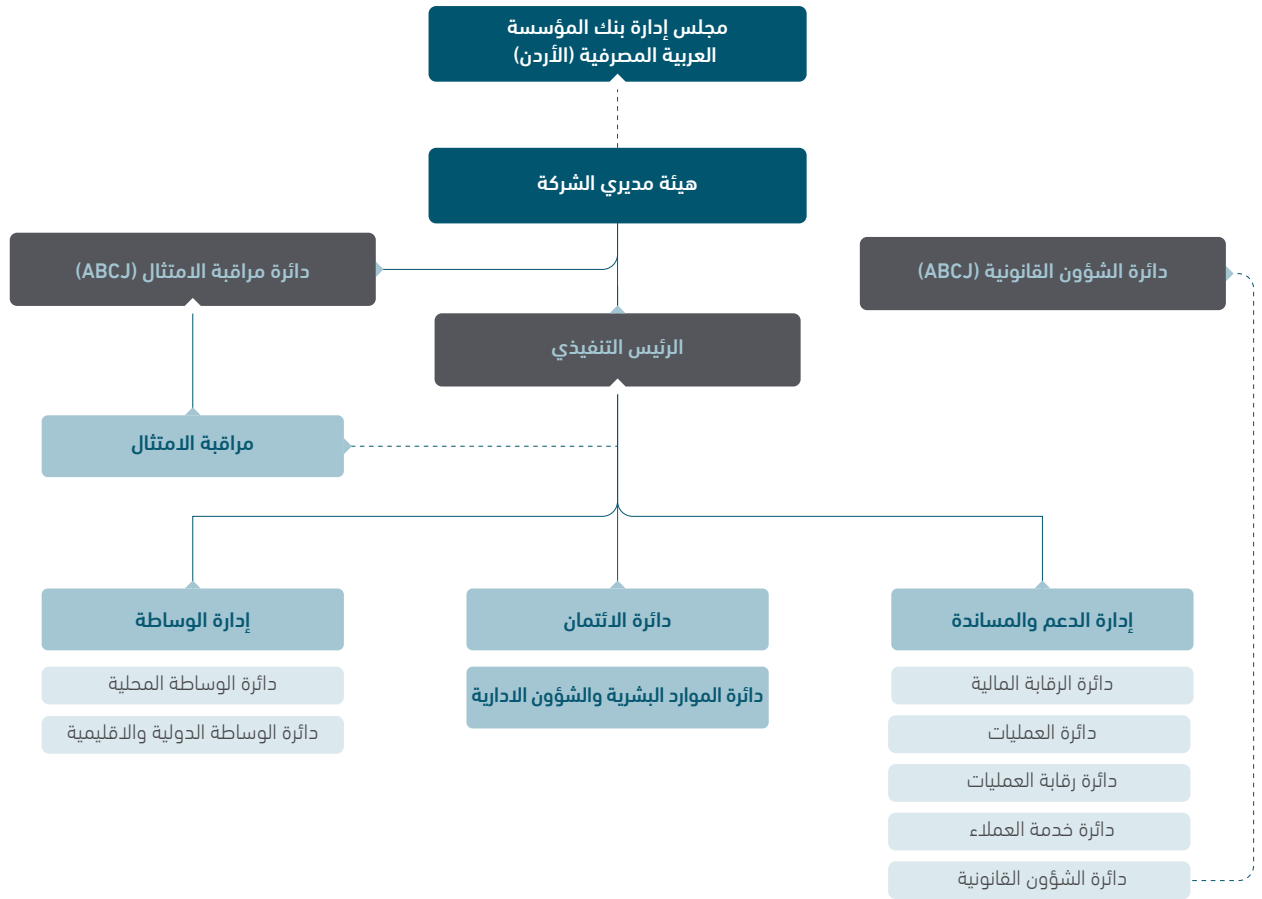 مجلس إدارة بنك المؤسسة
العربية المصرفية (الأردن)
هيئة مديري الشركة
دائرة الشؤون القانونية (ABCJ)
دائرة مراقبة الامتثال (ABCJ)
الرئيس التنفيذي
مراقبة الامتثال
إدارة الدعم والمساندة
دائرة الرقابة المالية
دائرة العمليات
دائرة رقابة العمليات
دائرة خدمة العملاء
دائرة الشؤون القانونية
دائرة الائتمان
دائرة الموارد البشرية والشؤون الادارية
إدارة الوساطة
دائرة الوساطة المحلية
دائرة الوساطة الدولية والاقليمية